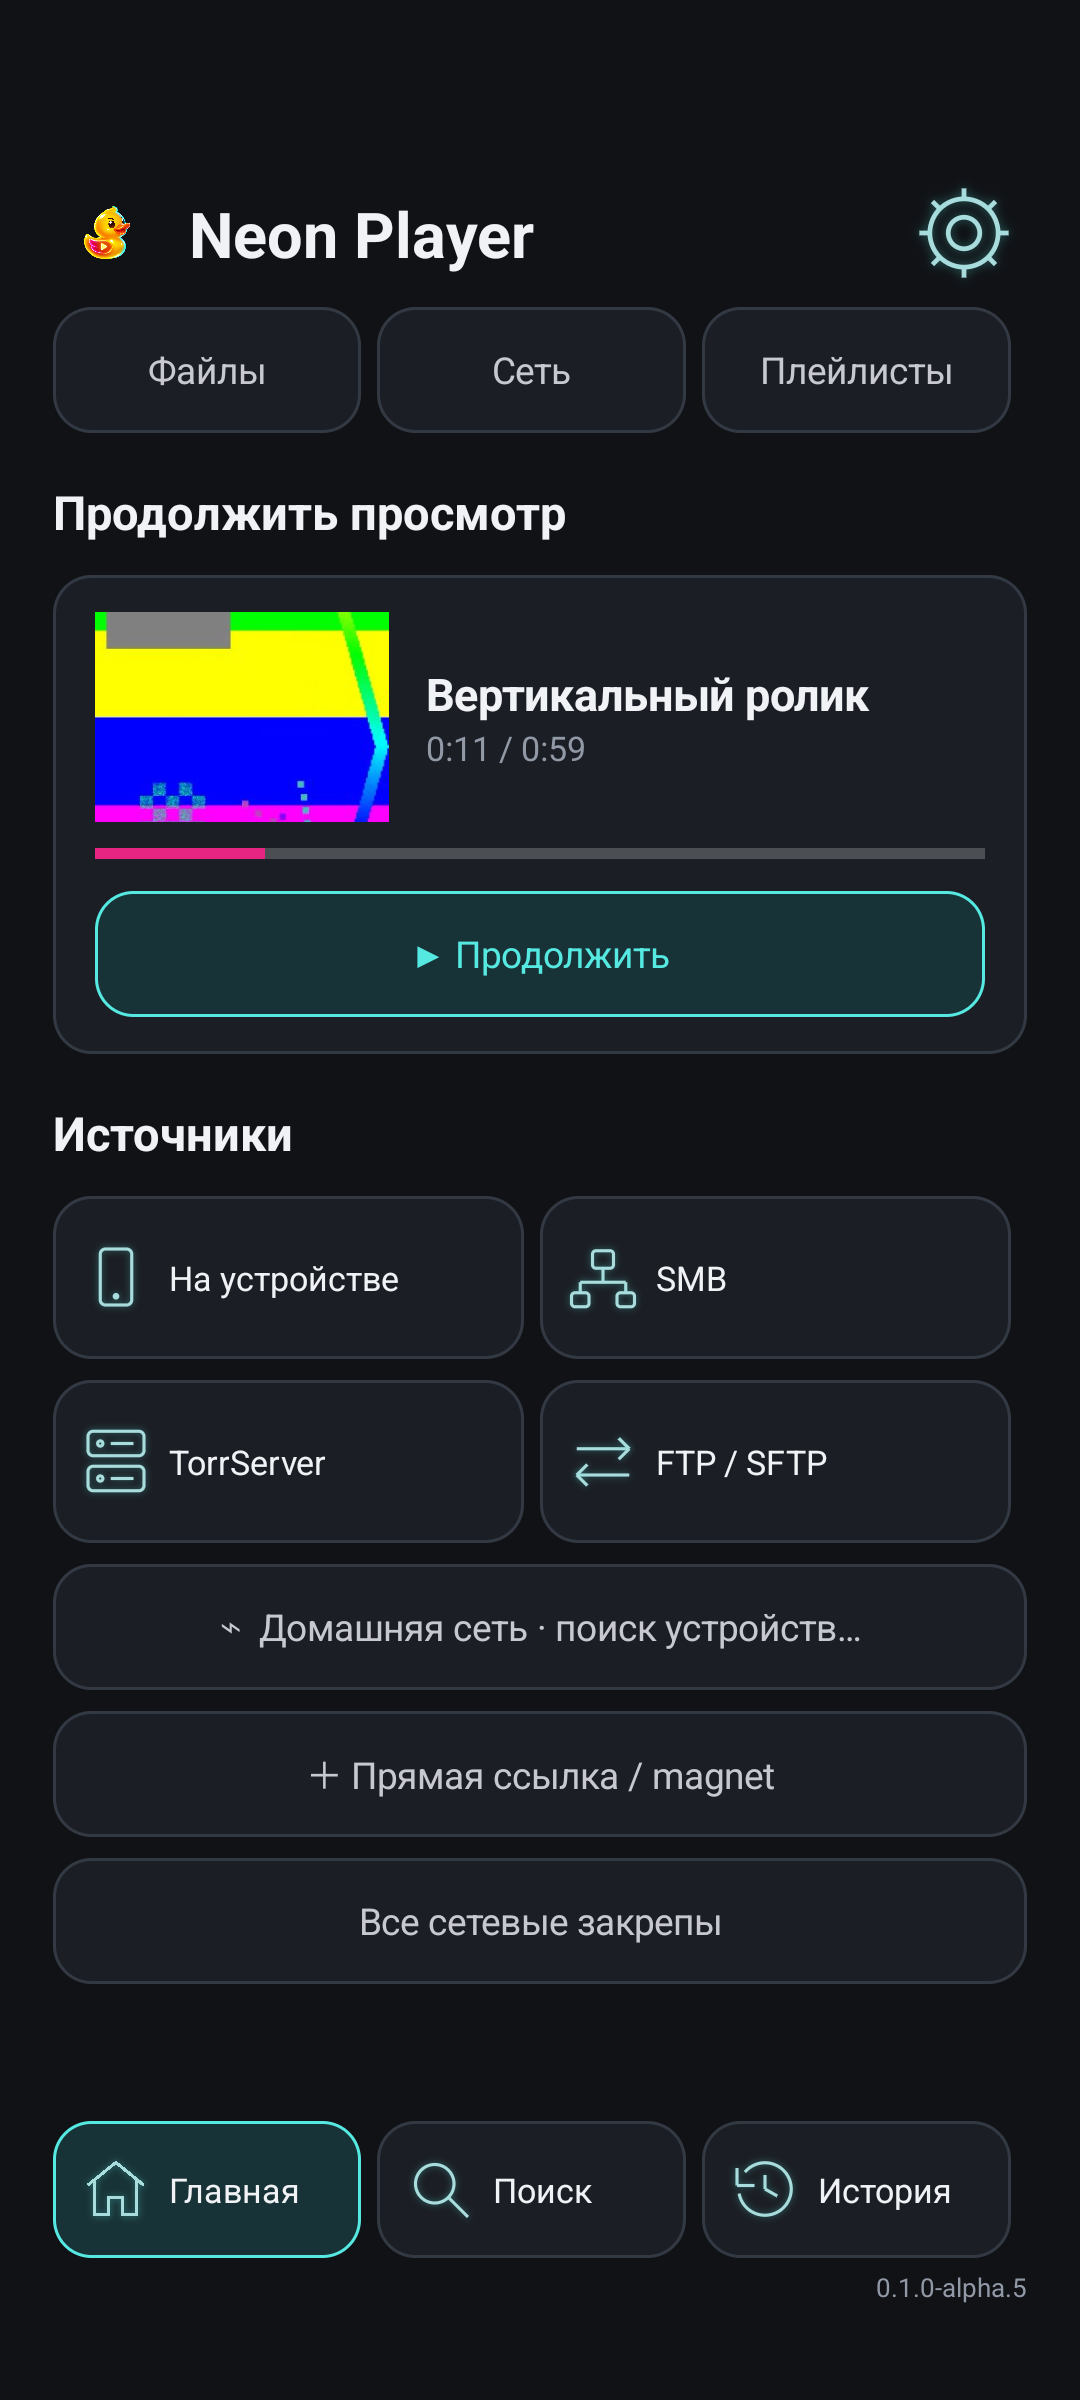 Neon Player
Файлы
Сеть
Плейлисты
Продолжить просмотр
Вертикальный ролик
0:11 / 0:59
► Продолжить
Источники
На устройстве
SMB
TorrServer
FTP / SFTP
⌁ Домашняя сеть · поиск устройств…
+ Прямая ссылка / magnet
Все сетевые закрепы
Главная
Поиск
История
0.1.0-alpha.5